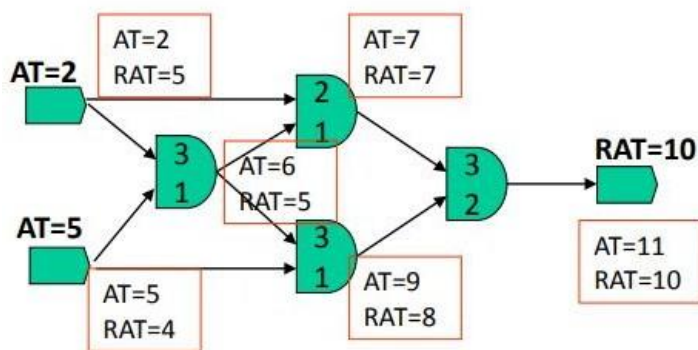 AT=2
RAT=5
AT=7
RAT=7
AT=2
2
1
3
1
AT=6
RAT=5
3
2
RAT=10
AT=5
3
1
AT=5
RAT=4
AT=9
RAT=8
AT=11
RAT=10